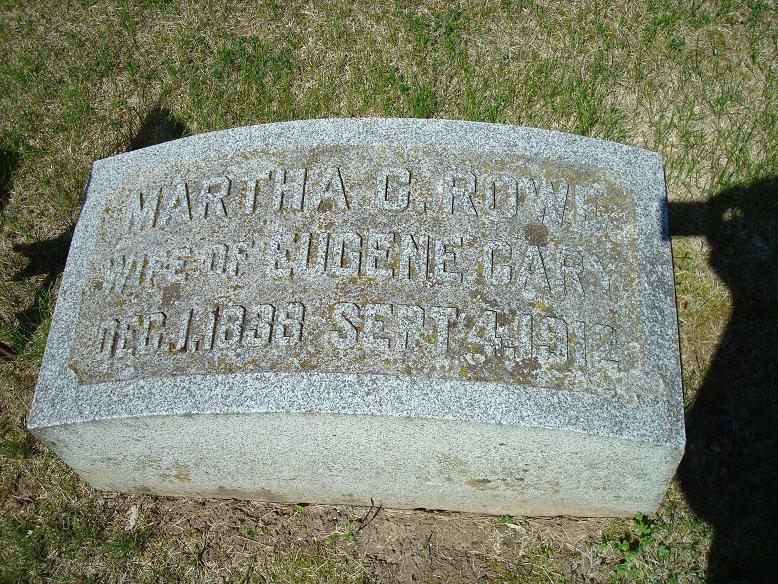 MARTHA C. ROWE
WIFE OF EUGENE CARY
DEC. 1, 1838 SEPT 4, 1912